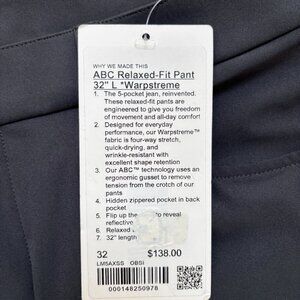 WHY WE MADE THIS
ABC Relaxed-Fit Pant
32" L *Warpstreme
1. The 5-pocket jean, reinvented.
These relaxed-fit pants are
engineered to give you freedom
of movement and all-day comfort
2. Designed for everyday
performance, our Warpstreme™
fabric is four-way stretch,
quick-drying, and
wrinkle-resistant with
excellent shape retention
3. Our ABC™ technology uses
an ergonomic gusset to remove
tension from the crotch of our
pants
4. Hidden zippered pocket in back
pocket
5. Flip up the to reveal
reflective
6. Relaxed
7. 32" length
32 $138.00
LM5AXSS OBSI
000148250978